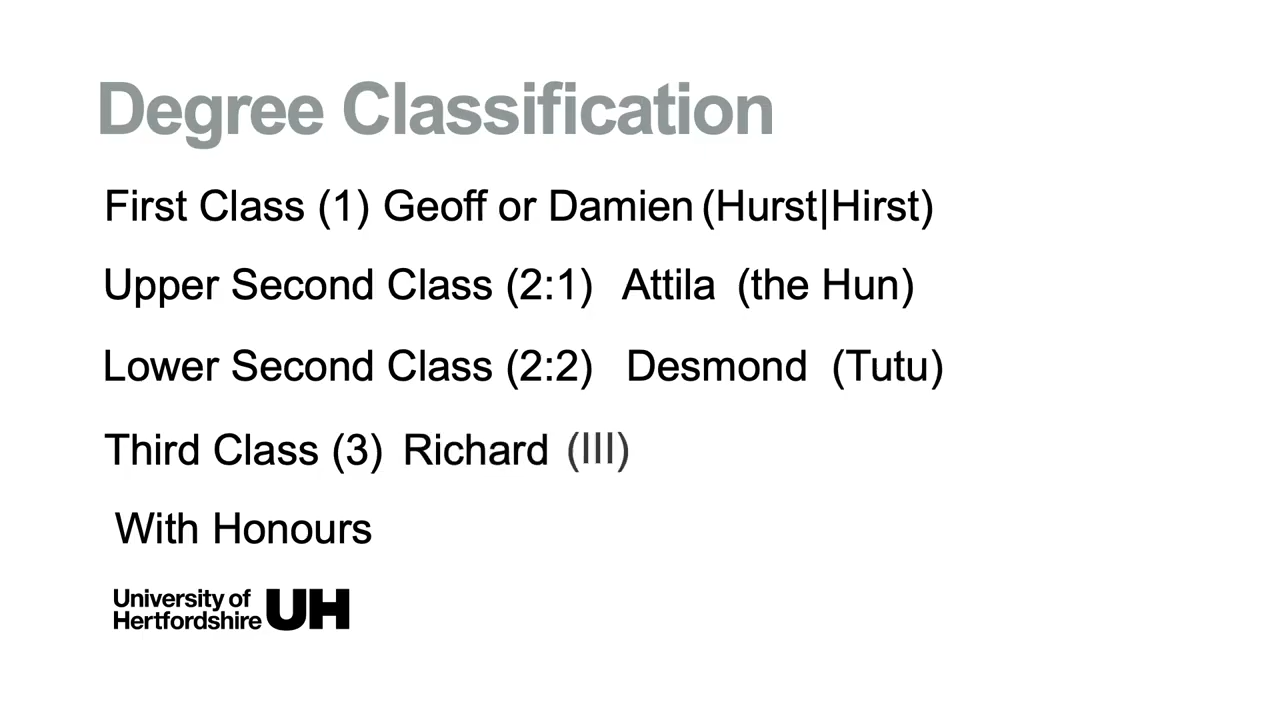 Degree Classification
First Class (1) Geoff or Damien (Hurst|Hirst)
Upper Second Class (2:1) Attila (the Hun)
Lower Second Class (2:2) Desmond (Tutu)
Third Class (3) Richard (III)
With Honours
University of
Hertfordshire UH